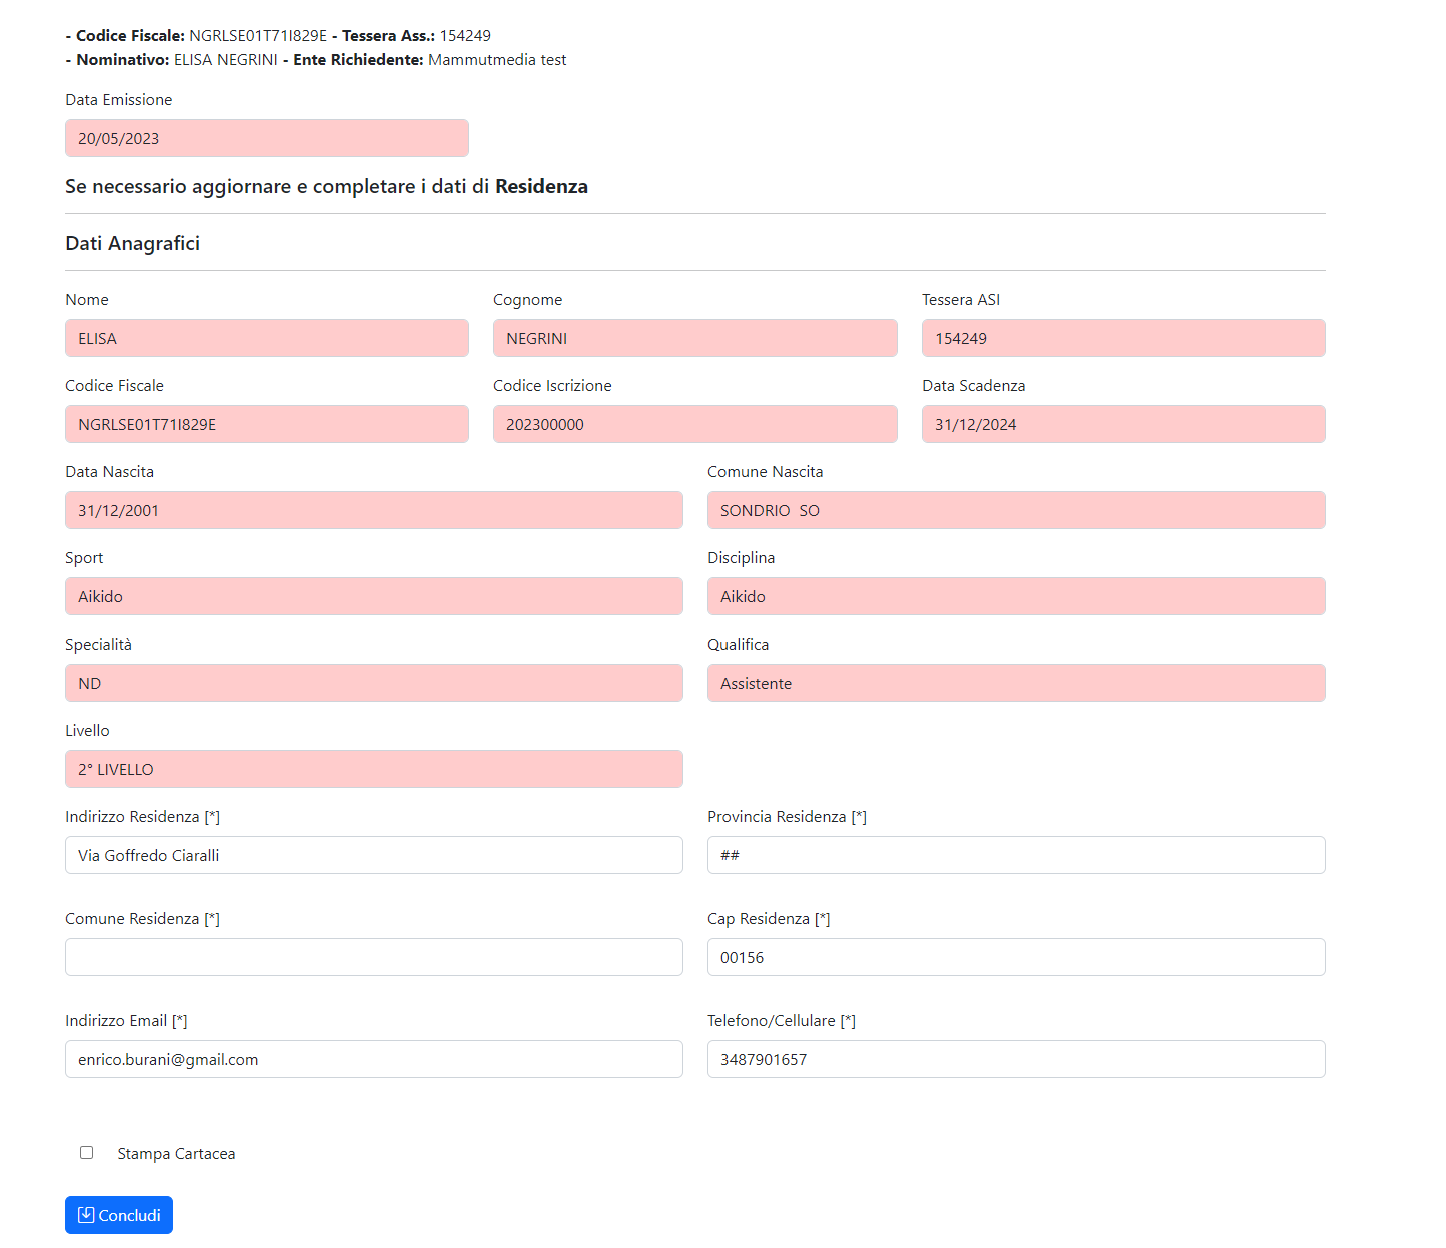 - Codice Fiscale: NGRLSE01T71I829E - Tessera Ass.: 154249
- Nominativo: ELISA NEGRINI - Ente Richiedente: Mammutmedia test
Data Emissione
20/05/2023
Se necessario aggiornare e completare i dati di Residenza
Dati Anagrafici
Nome Cognome Tessera ASI
ELISA NEGRINI 154249
Codice Fiscale Codice Iscrizione Data Scadenza
NGRLSE01T71I829E 202300000 31/12/2024
Data Nascita Comune Nascita
31/12/2001 SONDRIO SO
Sport Disciplina
Aikido Aikido
Specialità Qualifica
ND Assistente
Livello
2° LIVELLO
Indirizzo Residenza [*] Provincia Residenza [*]
Via Goffredo Ciaralli ##
Comune Residenza [*] Cap Residenza [*]
00156
Indirizzo Email [*] Telefono/Cellulare [*]
enrico.burani@gmail.com 3487901657
Stampa Cartacea
Concludi